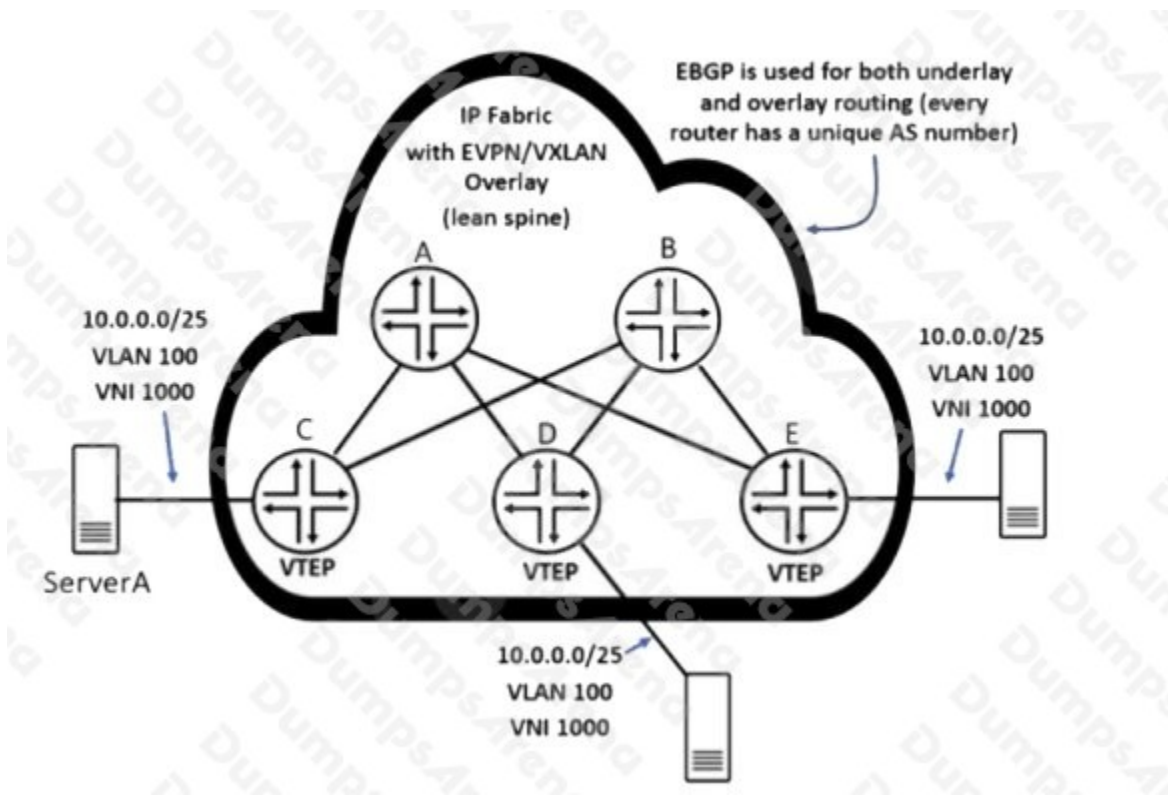 EBGP is used for both underlay
and overlay routing (every
router has a unique AS number)
IP Fabric
with EVPN/VXLAN
Overlay
(lean spine)
A
B
10.0.0.0/25
VLAN 100
VNI 1000
10.0.0.0/25
VLAN 100
VNI 1000
C
D
E
VTEP
VTEP
VTEP
ServerA
10.0.0.0/25
VLAN 100
VNI 1000
DumpsArena